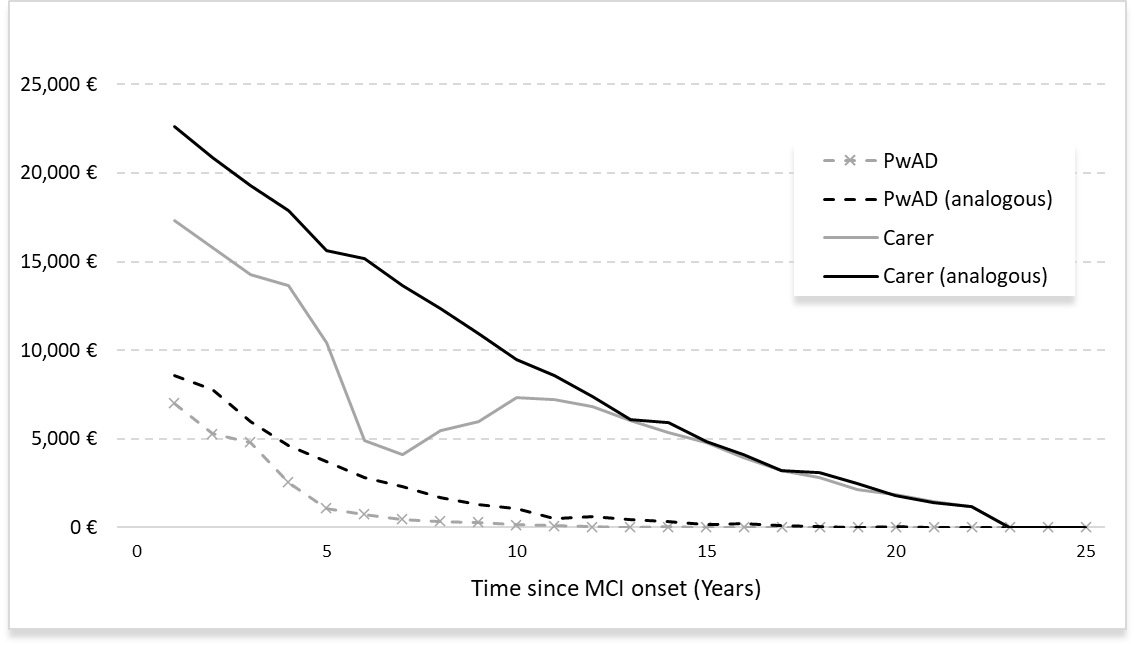 25,000 €
20,000 €
15,000 €
10,000 €
5,000 €
0 €
PwAD
PwAD (analogous)
Carer
Carer (analogous)
0 5 10 15 20 25
Time since MCI onset (Years)